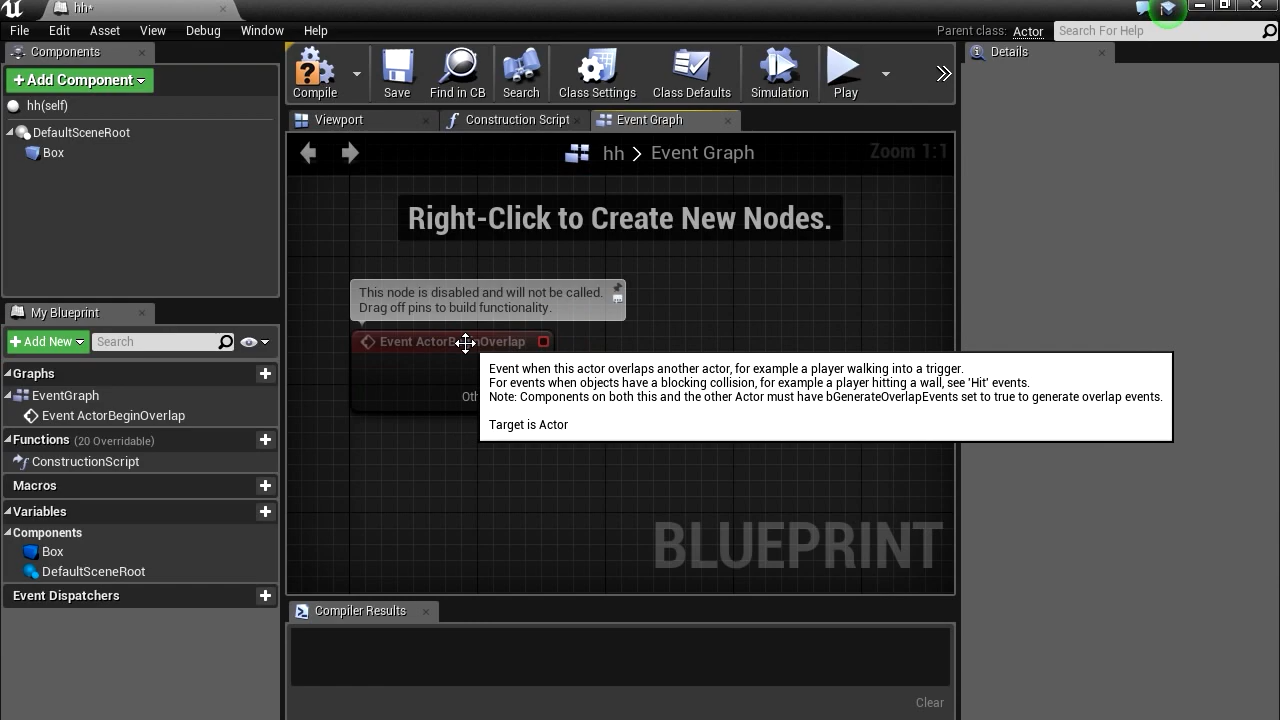 hh*
File Edit Asset View Debug Window Help
Parent class: Actor
Search For Help
Components
+ Add Component
hh(self)
DefaultSceneRoot
Box
Compile
Save
Find in CB
Search
Class Settings
Class Defaults
Simulation
Play
Details
Viewport
Construction Script
Event Graph
hh > Event Graph
Zoom 1:1
Right-Click to Create New Nodes.
This node is disabled and will not be called.
Drag off pins to build functionality.
Event ActorBeginOverlap
Oth
Event when this actor overlaps another actor, for example a player walking into a trigger.
For events when objects have a blocking collision, for example a player hitting a wall, see 'Hit' events.
Note: Components on both this and the other Actor must have bGenerateOverlapEvents set to true to generate overlap events.
Target is Actor
BLUEPRINT
My Blueprint
+ Add New
Search
Graphs
EventGraph
Event ActorBeginOverlap
Functions (20 Overridable)
ConstructionScript
Macros
Variables
Components
Box
DefaultSceneRoot
Event Dispatchers
Compiler Results
Clear